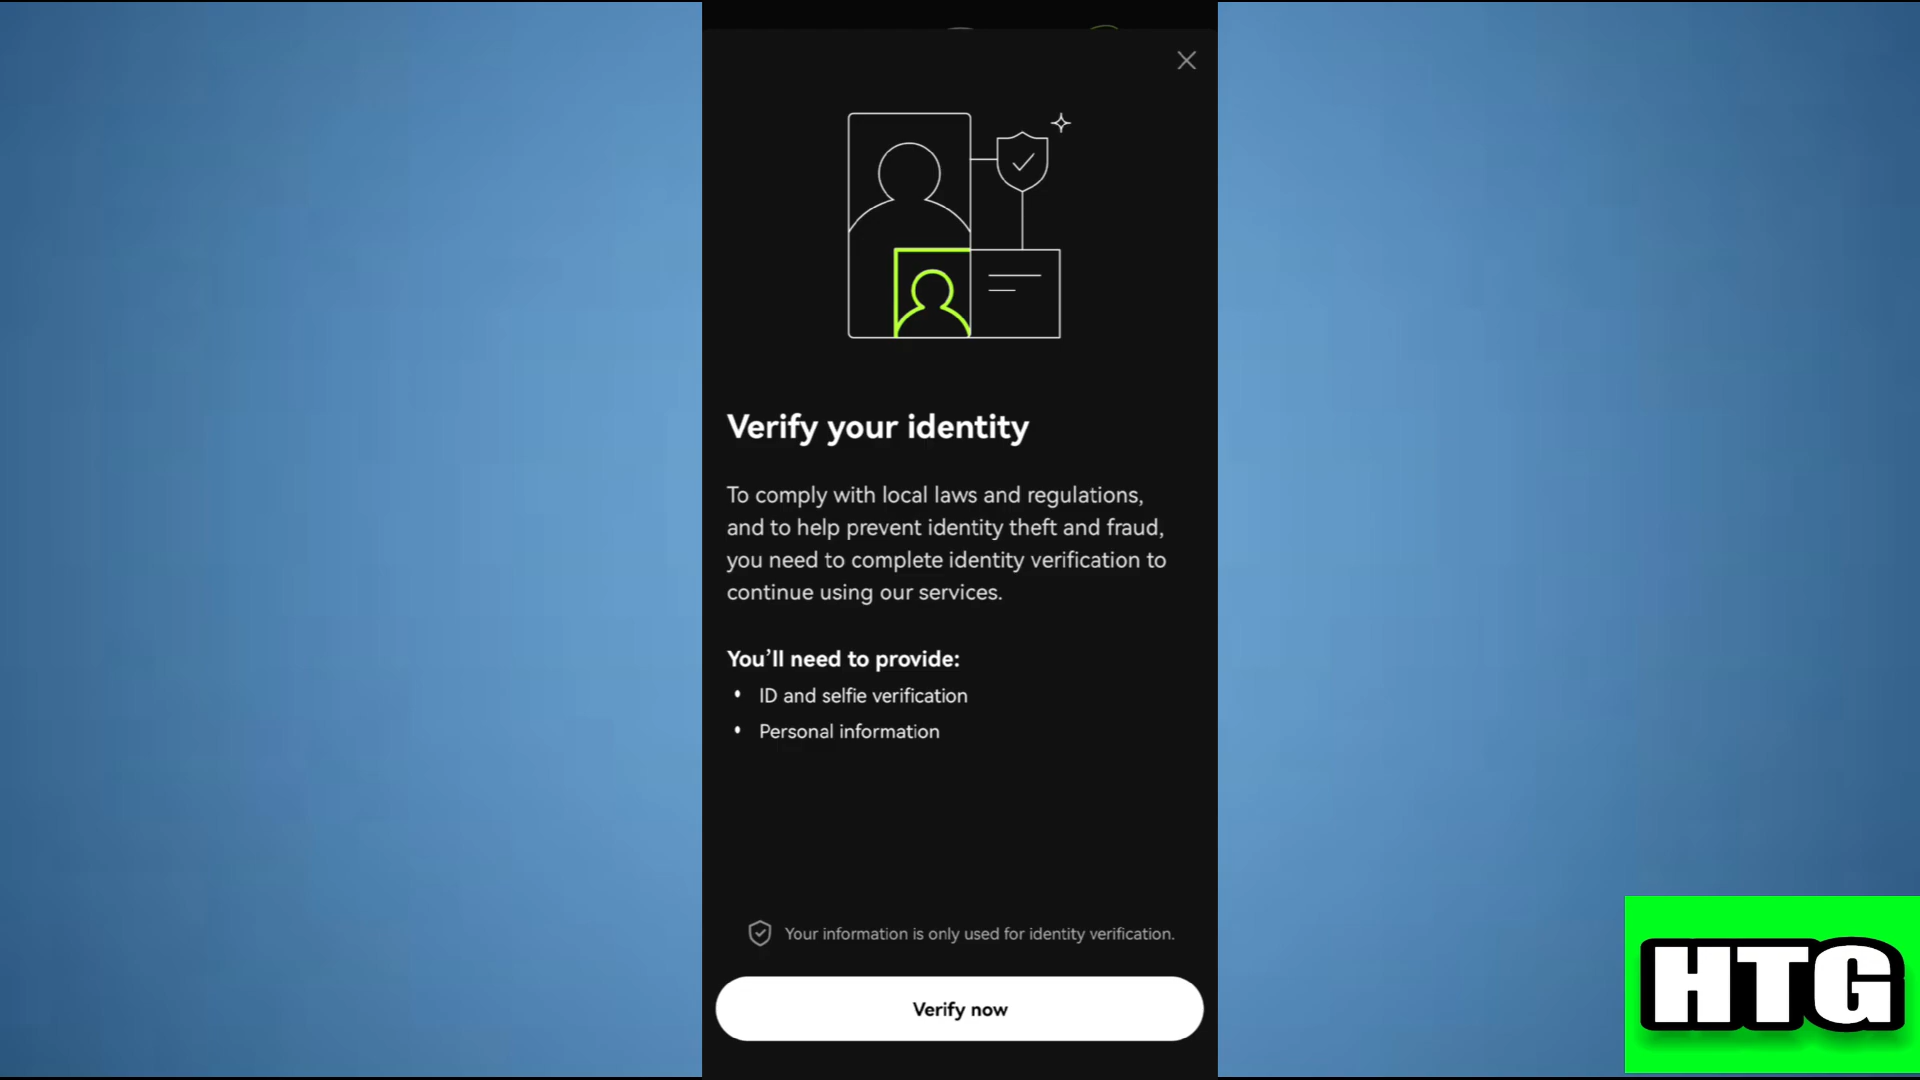 Verify your identity
To comply with local laws and regulations,
and to help prevent identity theft and fraud,
you need to complete identity verification to
continue using our services.
You’ll need to provide:
• ID and selfie verification
• Personal information
Your information is only used for identity verification.
Verify now
HTG